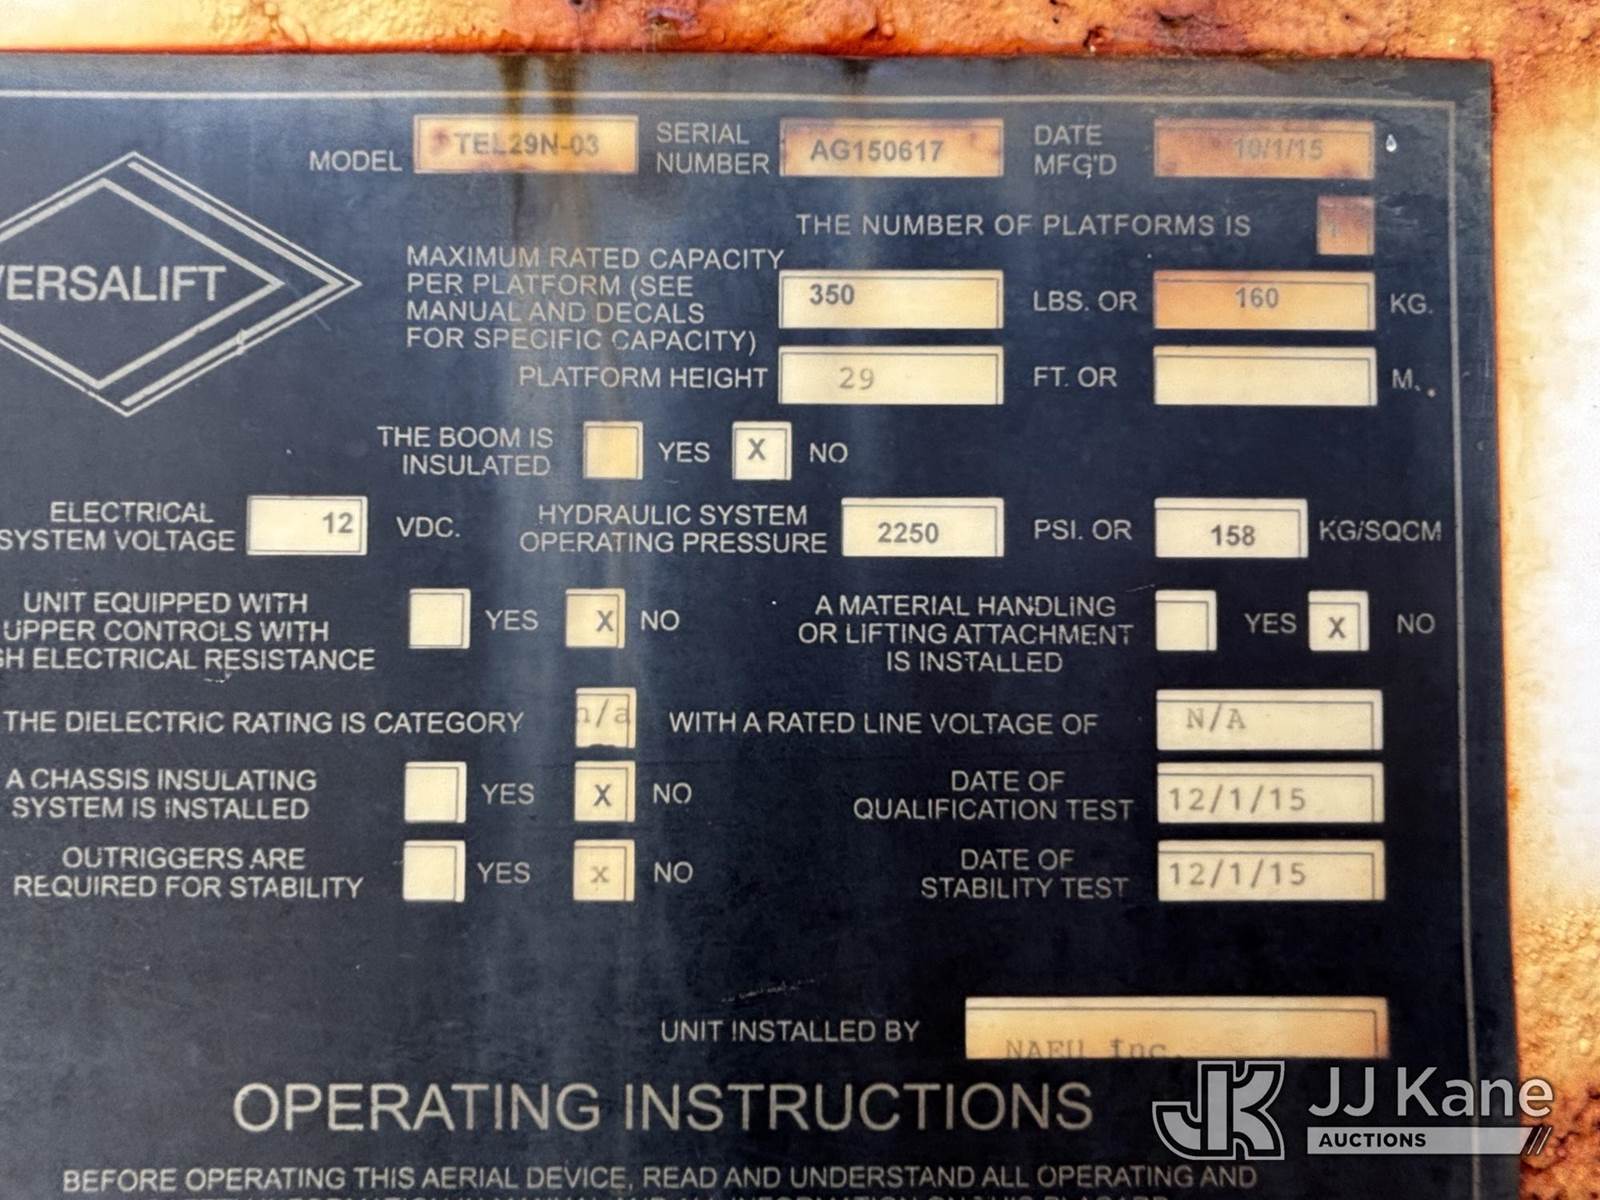 MODEL TEL29N-03 SERIAL NUMBER AG150617 DATE MFG'D 10/1/15
THE NUMBER OF PLATFORMS IS 1
VERSALIFT
MAXIMUM RATED CAPACITY
PER PLATFORM (SEE
MANUAL AND DECALS
FOR SPECIFIC CAPACITY) 350 LBS. OR 160 KG.
PLATFORM HEIGHT 29 FT. OR M.
THE BOOM IS
INSULATED YES X NO
ELECTRICAL
SYSTEM VOLTAGE 12 VDC. HYDRAULIC SYSTEM
OPERATING PRESSURE 2250 PSI. OR 158 KG/SQCM
UNIT EQUIPPED WITH
UPPER CONTROLS WITH
GH ELECTRICAL RESISTANCE YES X NO
A MATERIAL HANDLING
OR LIFTING ATTACHMENT
IS INSTALLED YES X NO
THE DIELECTRIC RATING IS CATEGORY n/a WITH A RATED LINE VOLTAGE OF N/A
A CHASSIS INSULATING
SYSTEM IS INSTALLED YES X NO
DATE OF
QUALIFICATION TEST 12/1/15
OUTRIGGERS ARE
REQUIRED FOR STABILITY YES x NO
DATE OF
STABILITY TEST 12/1/15
UNIT INSTALLED BY NAEU Inc.
OPERATING INSTRUCTIONS
BEFORE OPERATING THIS AERIAL DEVICE, READ AND UNDERSTAND ALL OPERATING AND
JK JJ Kane
AUCTIONS